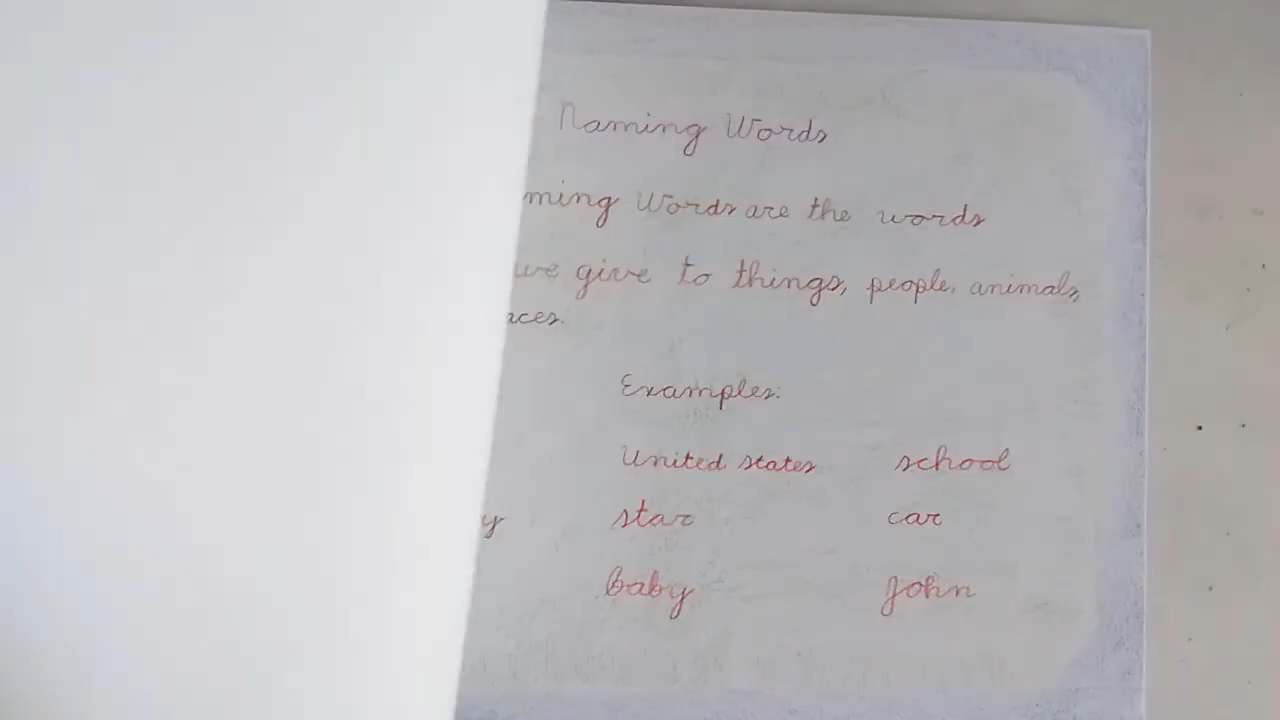 Naming Words
ming Words are the words
we give to things, people, animals,
aces.
Examples:
United states school
y star car
baby John